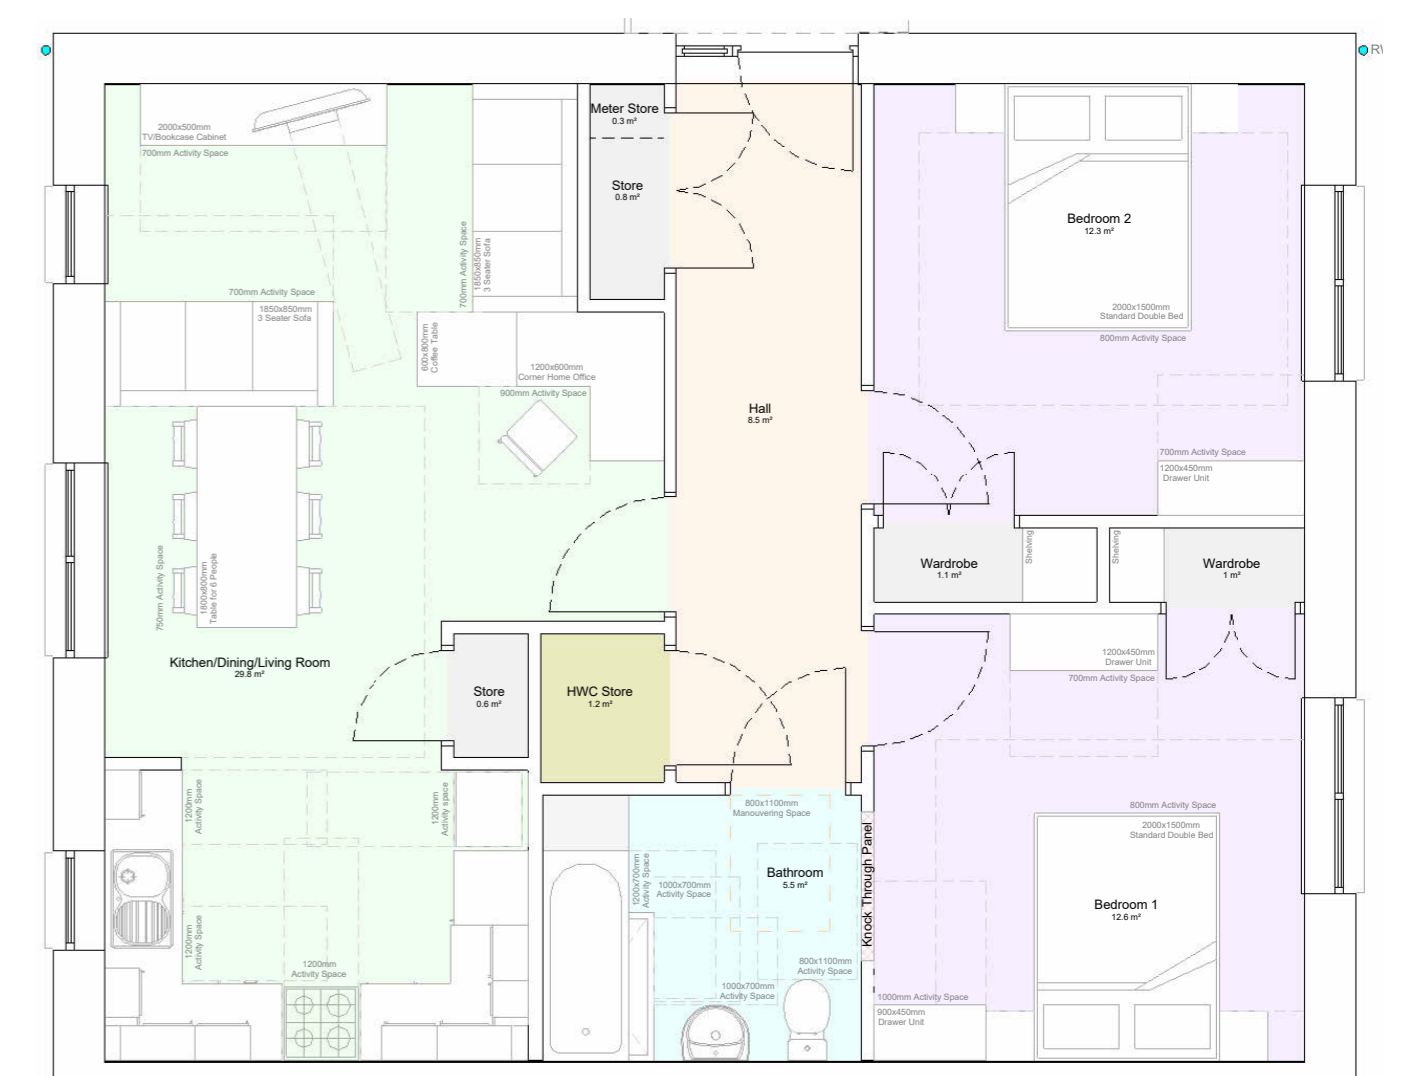 RV
Meter Store
0.3 m²
2000x500mm
TV/Bookcase Cabinet
700mm Activity Space
Store
0.8 m²
Bedroom 2
12.3 m²
700mm Activity Space
1850x850mm
3 Seater Sofa
700mm Activity Space
1850x850mm
3 Seater Sofa
2000x1500mm
Standard Double Bed
800mm Activity Space
600x800mm
Coffee Table
1200x600mm
Corner Home Office
900mm Activity Space
Hall
8.5 m²
700mm Activity Space
1200x450mm
Drawer Unit
750mm Activity Space
1800x800mm
Table for 6 People
Wardrobe
1.1 m²
Shelving
Shelving
Wardrobe
1 m²
Kitchen/Dining/Living Room
29.8 m²
Store
0.6 m²
HWC Store
1.2 m²
1200x450mm
Drawer Unit
700mm Activity Space
1200mm
Activity Space
1200mm
Activity space
800x1100mm
Manouvering Space
800mm Activity Space
2000x1500mm
Standard Double Bed
1200x700mm
Activity Space
1000x700mm
Activity Space
Bathroom
5.5 m²
Knock Through Panel
Bedroom 1
12.6 m²
1200mm
Activity Space
1200mm
Activity Space
800x1100mm
Activity Space
1000x700mm
Activity Space
1000mm Activity Space
900x450mm
Drawer Unit